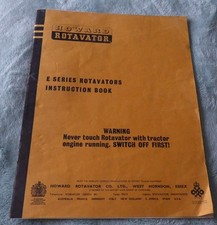 HOWARD
ROTAVATOR
E SERIES ROTAVATORS
INSTRUCTION BOOK
WARNING
Never touch Rotavator with tractor
engine running. SWITCH OFF FIRST!
HOWARD ROTAVATOR CO., LTD., WEST HORNDON, ESSEX